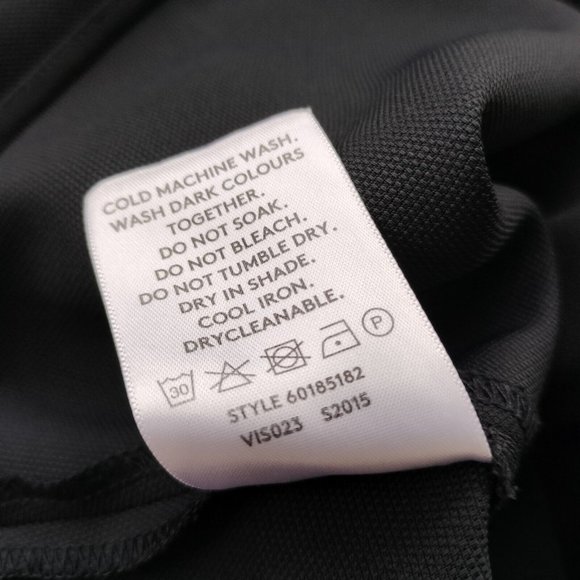 COLD MACHINE WASH.
WASH DARK COLOURS
TOGETHER.
DO NOT SOAK.
DO NOT BLEACH.
DO NOT TUMBLE DRY.
DRY IN SHADE.
COOL IRON.
DRYCLEANABLE.
30 P
STYLE 60185182
VIS023 S2015